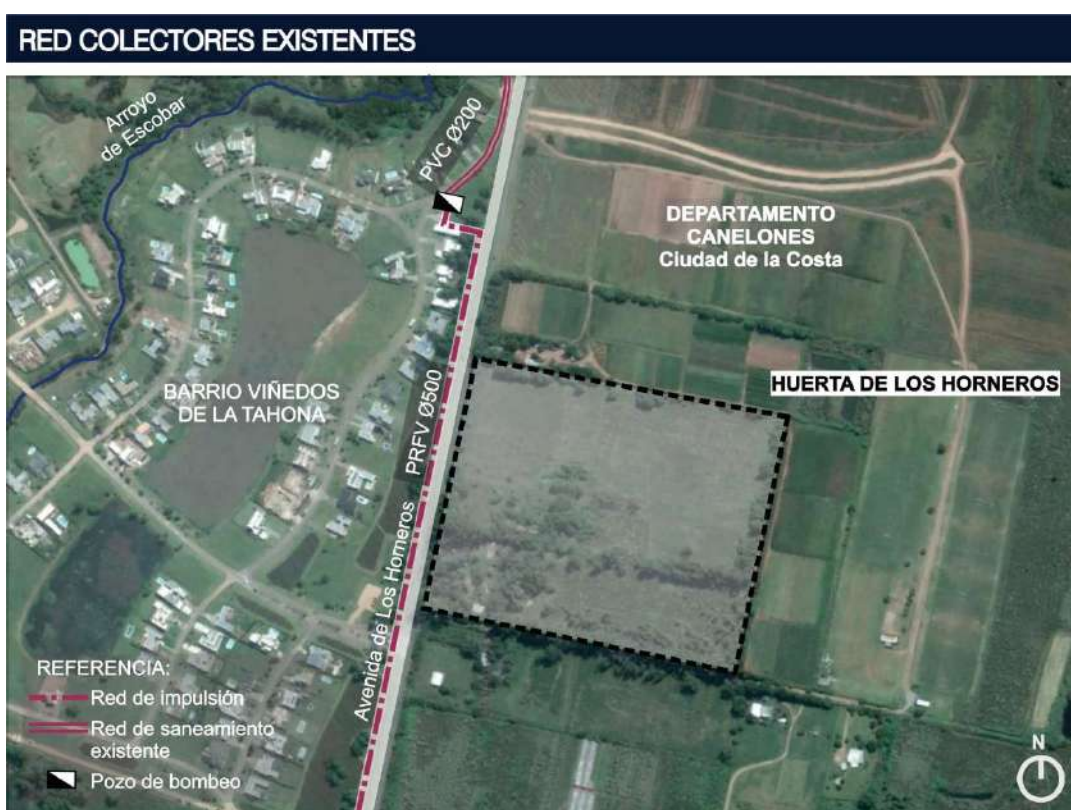 RED COLECTORES EXISTENTES
Arroyo
de Escobar
PVC Ø200
DEPARTAMENTO
CANELONES
Ciudad de la Costa
HUERTA DE LOS HORNEROS
BARRIO VIÑEDOS
DE LA TAHONA
PRFV Ø500
Avenida de Los Horneros
REFERENCIA:
Red de impulsión
Red de saneamiento
existente
Pozo de bombeo
N